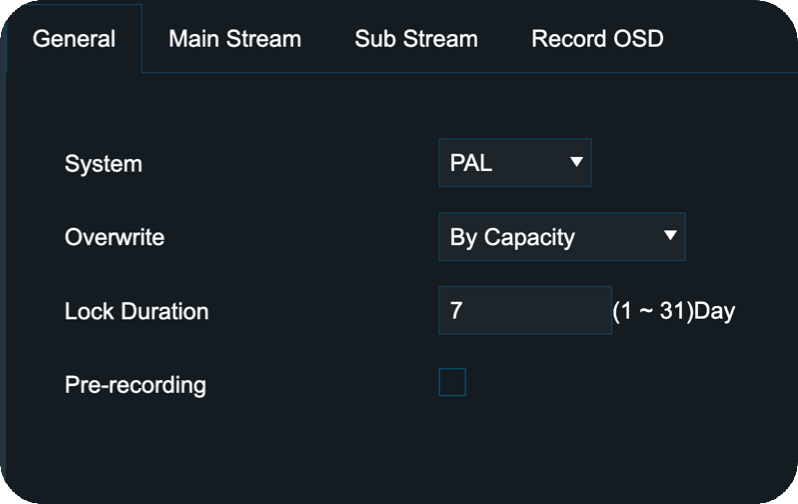 General Main Stream Sub Stream Record OSD
System PAL
Overwrite By Capacity
Lock Duration 7 (1 ~ 31)Day
Pre-recording